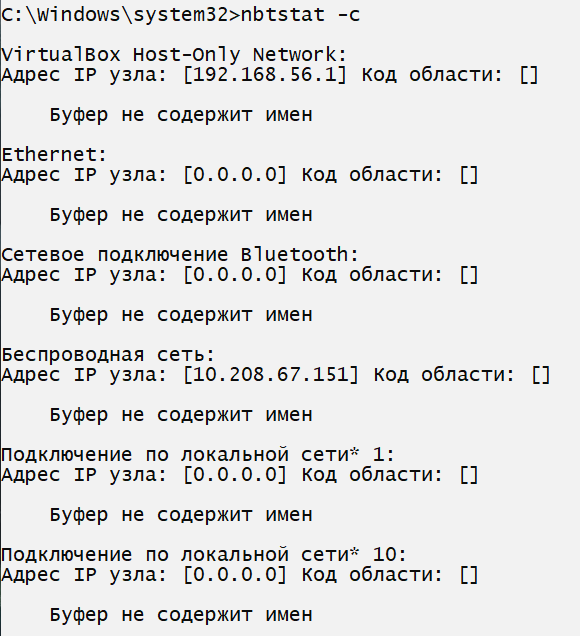 C:\Windows\system32>nbtstat -c
VirtualBox Host-Only Network:
Адрес IP узла: [192.168.56.1] Код области: []
Буфер не содержит имен
Ethernet:
Адрес IP узла: [0.0.0.0] Код области: []
Буфер не содержит имен
Сетевое подключение Bluetooth:
Адрес IP узла: [0.0.0.0] Код области: []
Буфер не содержит имен
Беспроводная сеть:
Адрес IP узла: [10.208.67.151] Код области: []
Буфер не содержит имен
Подключение по локальной сети* 1:
Адрес IP узла: [0.0.0.0] Код области: []
Буфер не содержит имен
Подключение по локальной сети* 10:
Адрес IP узла: [0.0.0.0] Код области: []
Буфер не содержит имен